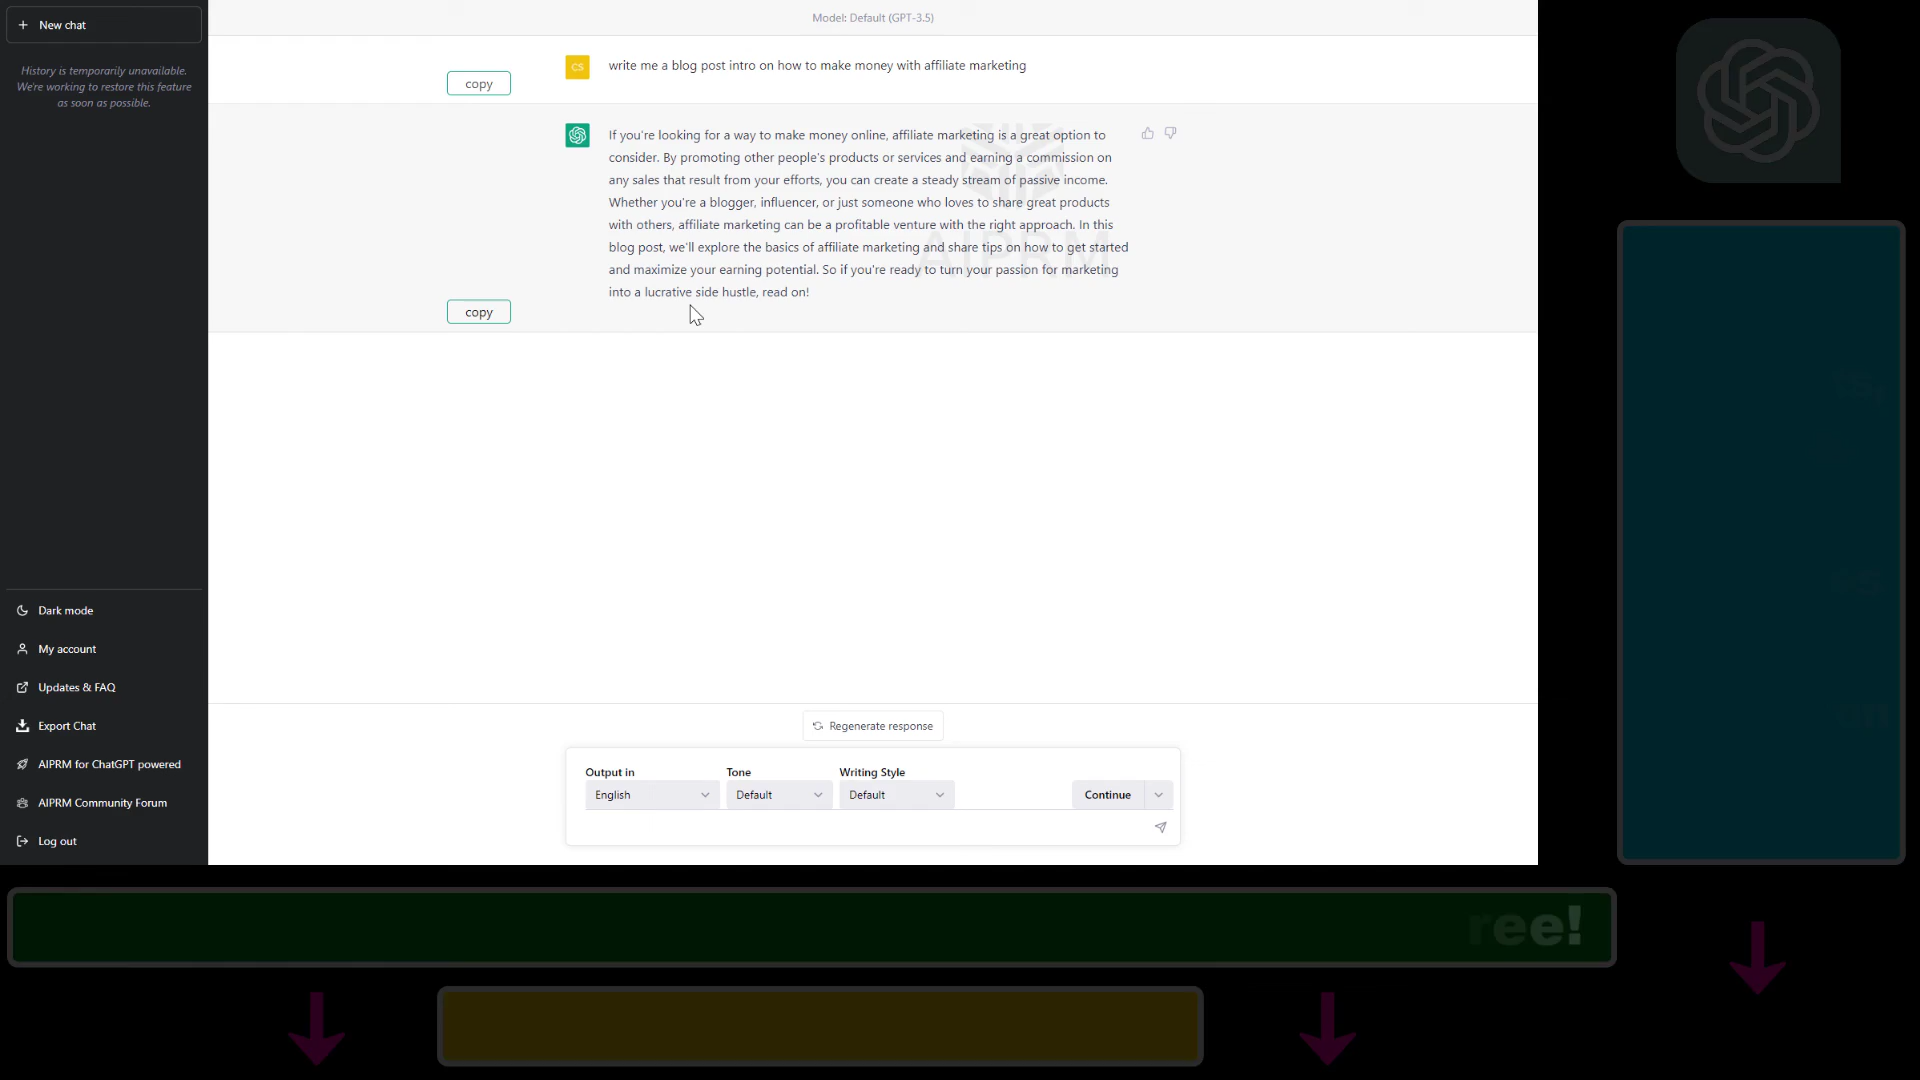 New chat
History is temporarily unavailable.
We're working to restore this feature
as soon as possible.
Dark mode
My account
Updates & FAQ
Export Chat
AIPRM for ChatGPT powered
AIPRM Community Forum
Log out
Model: Default (GPT-3.5)
copy
CS
write me a blog post intro on how to make money with affiliate marketing
If you're looking for a way to make money online, affiliate marketing is a great option to
consider. By promoting other people's products or services and earning a commission on
any sales that result from your efforts, you can create a steady stream of passive income.
Whether you're a blogger, influencer, or just someone who loves to share great products
with others, affiliate marketing can be a profitable venture with the right approach. In this
blog post, we'll explore the basics of affiliate marketing and share tips on how to get started
and maximize your earning potential. So if you're ready to turn your passion for marketing
into a lucrative side hustle, read on!
AIPRM
copy
Regenerate response
Output in Tone Writing Style
English Default Default Continue
ree!